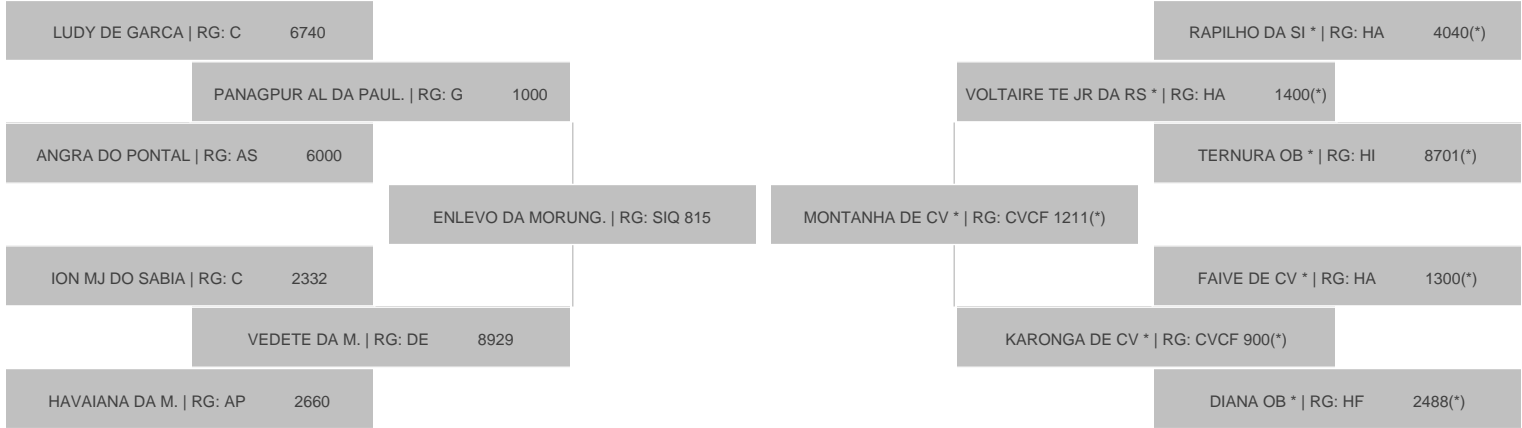 LUDY DE GARCA | RG: C 6740
RAPILHO DA SI * | RG: HA 4040(*)
PANAGPUR AL DA PAUL. | RG: G 1000
VOLTAIRE TE JR DA RS * | RG: HA 1400(*)
ANGRA DO PONTAL | RG: AS 6000
TERNURA OB * | RG: HI 8701(*)
ENLEVO DA MORUNG. | RG: SIQ 815
MONTANHA DE CV * | RG: CVCF 1211(*)
ION MJ DO SABIA | RG: C 2332
FAIVE DE CV * | RG: HA 1300(*)
VEDETE DA M. | RG: DE 8929
KARONGA DE CV * | RG: CVCF 900(*)
HAVAIANA DA M. | RG: AP 2660
DIANA OB * | RG: HF 2488(*)